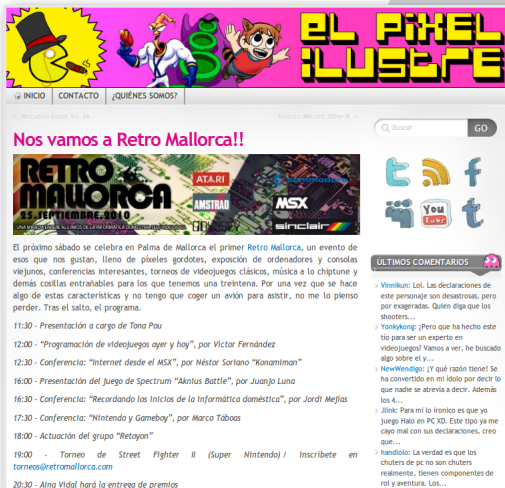 EL PIXEL
ILUSTRE
INICIO
CONTACTO
¿QUIÉNES SOMOS?
← Mercadillo Rastro Nº.
Análisis: Metroid: Other M →
Nos vamos a Retro Mallorca!!
Buscar
GO
RETRO
MALLORCA
25.SEPTIEMBRE.2010
ATARI
commodore
AMSTRAD
MSX
ODYSSEY
sinclair
You
Tube
El próximo sábado se celebra en Palma de Mallorca el primer Retro Mallorca, un evento de
esos que nos gustan, lleno de píxeles gordotes, exposición de ordenadores y consolas
viejunos, conferencias interesantes, torneos de videojuegos clásicos, música a lo chiptune y
demás cosillas entrañables para los que tenemos una treintena. Por una vez que se hace
algo de estas características y no tengo que coger un avión para asistir, no me lo pienso
perder. Tras el salto, el programa.
11:30 – Presentación a cargo de Tona Pou
12:00 – “Programación de videojuegos ayer y hoy”, por Víctor Fernández
12:30 – Conferencia: “Internet desde el MSX”, por Néstor Soriano “Konamiman”
16:00 – Presentación del juego de Spectrum “Aknius Battle”, por Juanjo Luna
16:30 – Conferencia: “Recordando los inicios de la informática doméstica”, por Jordi Mejías
17:30 – Conferencia: “Nintendo y Gameboy”, por Marco Táboas
18:00 – Actuación del grupo “Retoyon”
19:00 – Torneo de Street Fighter II (Super Nintendo)/ inscríbete en
torneos@retromallorca.com
20:30 – Aina Vidal hará la entrega de premios
ÚLTIMOS COMENTARIOS
Vinnikun: Lol. Las declaraciones de
este personaje son desastrosas, pero
por exageradas. Quien diga que los
shooters...
Yonkykong: ¿Pero que ha hecho este
tío para ser un experto en
videojuegos? Vamos a ver, he buscado
algo sobre el y...
NewWendigo: ¡Y qué razón tiene! Se
ha convertido en mi ídolo por decir lo
que nadie se atrevía a decir. Además
los 4...
Jlink: Para mi lo ironico es que yo
juego Halo en PC XD. Este tipo ya me
cayo mal con sus declaraciones, creo
que...
handlolo: La verdad es que los
chuters de pc no son chuters
realmente, tienen componentes de
rol y aventura. Los...